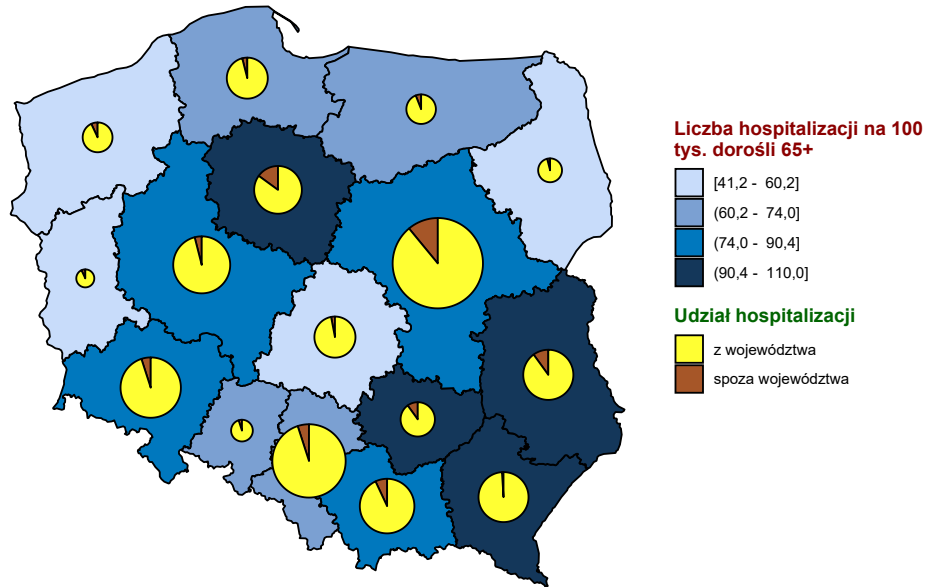 Liczba hospitalizacji na 100
tys. dorośli 65+
[41,2 - 60,2]
(60,2 - 74,0]
(74,0 - 90,4]
(90,4 - 110,0]
Udział hospitalizacji
z województwa
spoza województwa